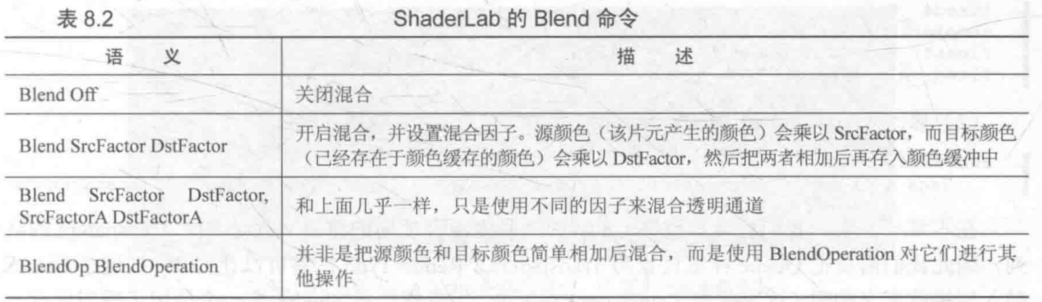 表 8.2 ShaderLab 的 Blend 命令
语 义 描 述
Blend Off 关闭混合
Blend SrcFactor DstFactor 开启混合，并设置混合因子。源颜色（该片元产生的颜色）会乘以 SrcFactor，而目标颜色
（已经存在于颜色缓存的颜色）会乘以 DstFactor，然后把两者相加后再存入颜色缓冲中
Blend SrcFactor DstFactor,
SrcFactorA DstFactorA
和上面几乎一样，只是使用不同的因子来混合透明通道
BlendOp BlendOperation 并非是把源颜色和目标颜色简单相加后混合，而是使用 BlendOperation 对它们进行其
他操作